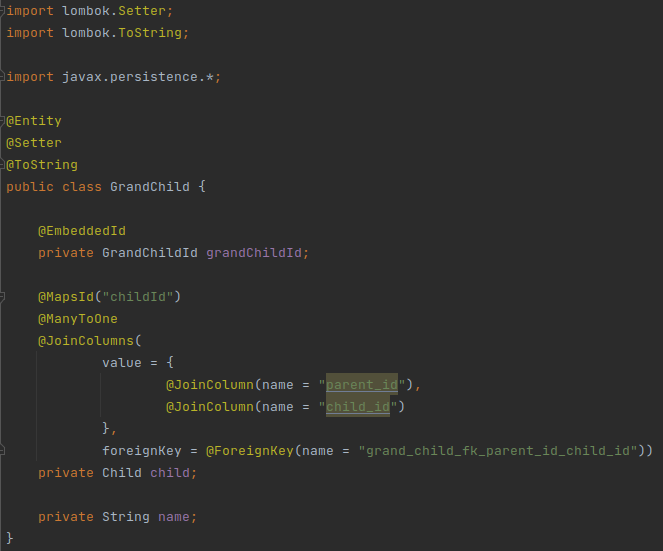 import lombok.Setter;
import lombok.ToString;
import javax.persistence.*;
@Entity
@Setter
@ToString
public class GrandChild {
@EmbeddedId
private GrandChildId grandChildId;
@MapsId("childId")
@ManyToOne
@JoinColumns(
value = {
@JoinColumn(name = "parent_id"),
@JoinColumn(name = "child_id")
},
foreignKey = @ForeignKey(name = "grand_child_fk_parent_id_child_id"))
private Child child;
private String name;
}